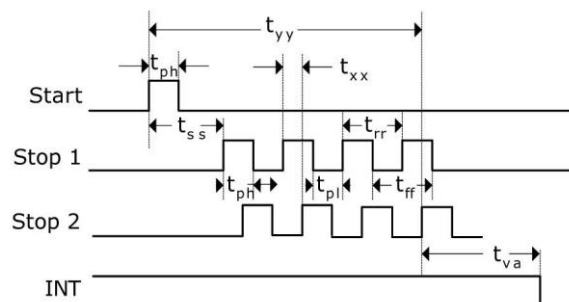 t_yy
t_ph t_xx
Start
t_ss t_rr
Stop 1
t_ph t_pl t_ff
Stop 2
t_va
INT